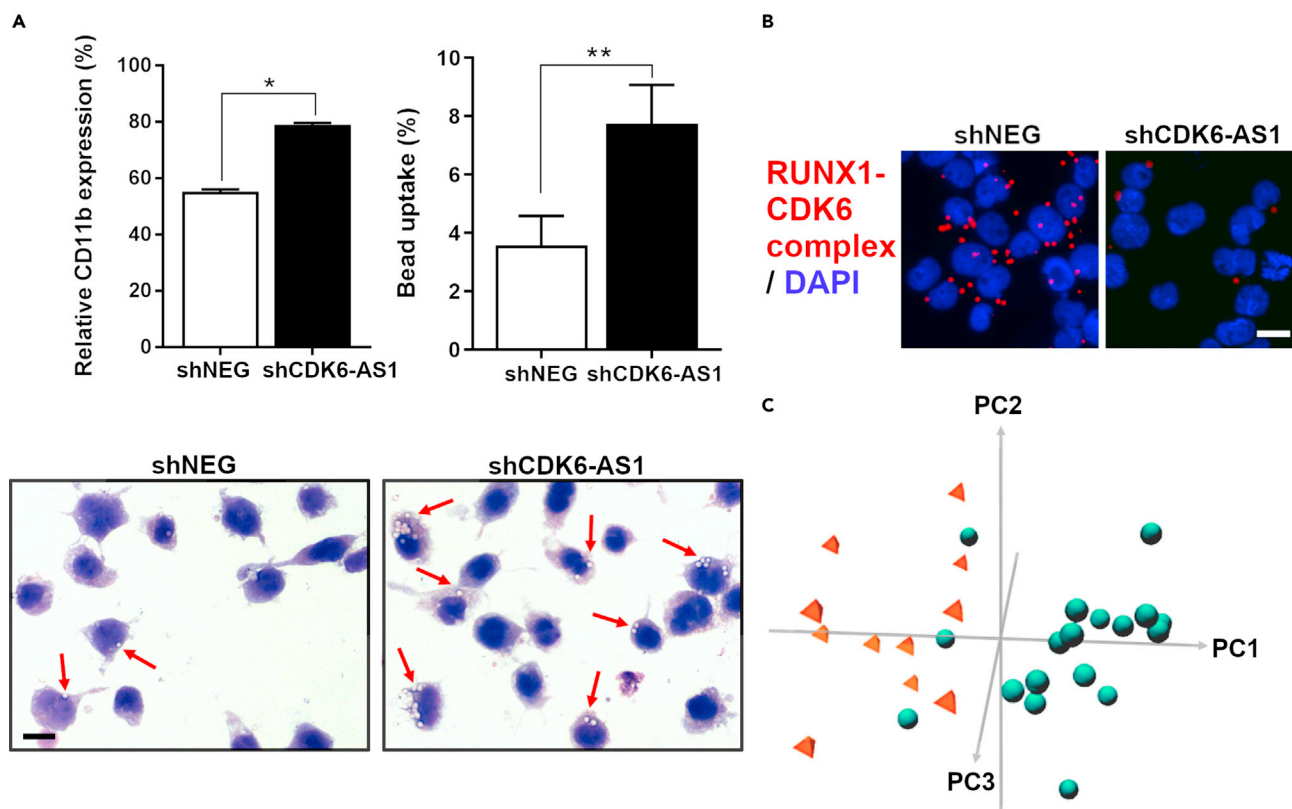 A
Relative CD11b expression (%)
100
80
60
40
20
0
*
shNEG
shCDK6-AS1
Bead uptake (%)
10
8
6
4
2
0
**
shNEG
shCDK6-AS1
shNEG
shCDK6-AS1
B
shNEG
shCDK6-AS1
RUNX1-
CDK6
complex
/ DAPI
C
PC2
PC1
PC3